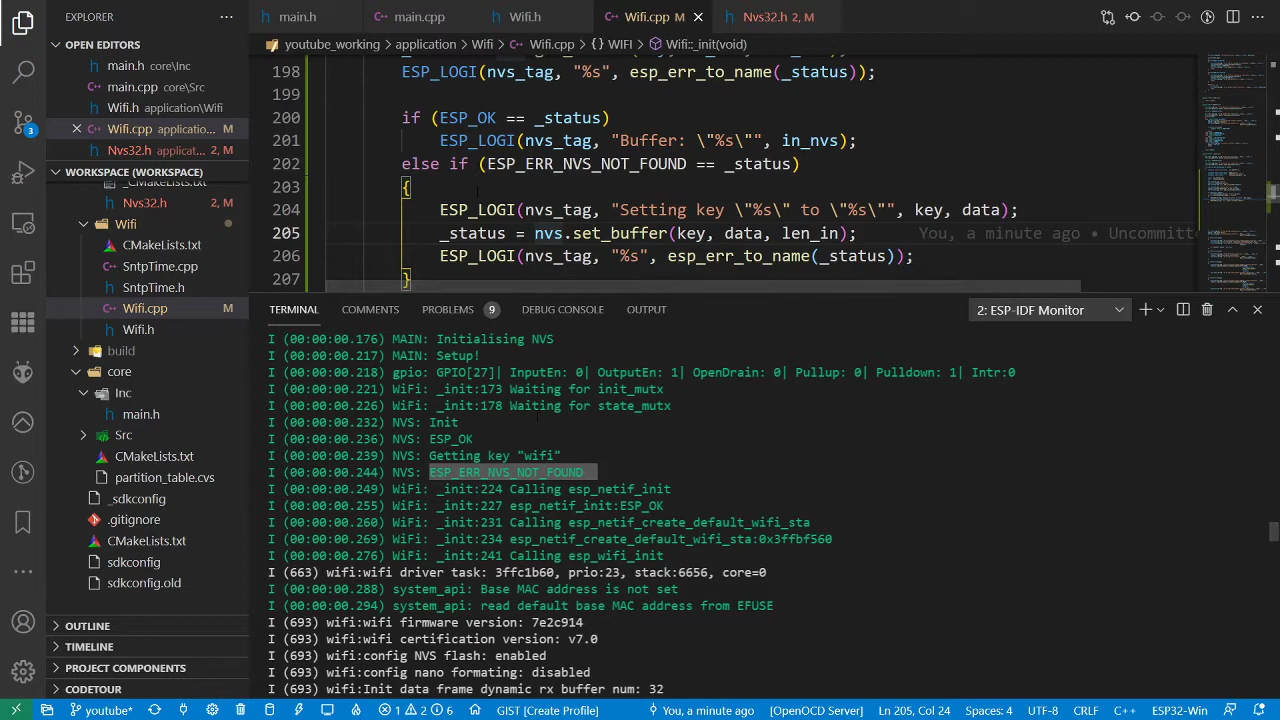 EXPLORER
main.h
main.cpp
Wifi.h
Wifi.cpp M
Nvs32.h 2, M
OPEN EDITORS
main.h core\Inc
main.cpp core\Src
Wifi.h application\Wifi
Wifi.cpp applicatio... M
Nvs32.h applicat... 2, M
WORKSPACE (WORKSPACE)
_CMakeLists.txt
Nvs32.h 2, M
Wifi
CMakeLists.txt
SntpTime.cpp
SntpTime.h
Wifi.cpp M
Wifi.h
build
core
Inc
main.h
Src
CMakeLists.txt
partition_table.cvs
_sdkconfig
.gitignore
CMakeLists.txt
sdkconfig
sdkconfig.old
OUTLINE
TIMELINE
PROJECT COMPONENTS
CODETOUR
youtube_working > application > Wifi > Wifi.cpp > {} WIFI > Wifi::_init(void)
198 ESP_LOGI(nvs_tag, "%s", esp_err_to_name(_status));
199
200 if (ESP_OK == _status)
201 ESP_LOGI(nvs_tag, "Buffer: \"%s\"", in_nvs);
202 else if (ESP_ERR_NVS_NOT_FOUND == _status)
203 {
204 ESP_LOGI(nvs_tag, "Setting key \"%s\" to \"%s\"", key, data);
205 _status = nvs.set_buffer(key, data, len_in); You, a minute ago • Uncommitte
206 ESP_LOGI(nvs_tag, "%s", esp_err_to_name(_status));
207 }
TERMINAL COMMENTS PROBLEMS 9 DEBUG CONSOLE OUTPUT 2: ESP-IDF Monitor
I (00:00:00.176) MAIN: Initialising NVS
I (00:00:00.217) MAIN: Setup!
I (00:00:00.218) gpio: GPIO[27]| InputEn: 0| OutputEn: 1| OpenDrain: 0| Pullup: 0| Pulldown: 1| Intr:0
I (00:00:00.221) WiFi: _init:173 Waiting for init_mutx
I (00:00:00.226) WiFi: _init:178 Waiting for state_mutx
I (00:00:00.232) NVS: Init
I (00:00:00.236) NVS: ESP_OK
I (00:00:00.239) NVS: Getting key "wifi"
I (00:00:00.244) NVS: ESP_ERR_NVS_NOT_FOUND
I (00:00:00.249) WiFi: _init:224 Calling esp_netif_init
I (00:00:00.255) WiFi: _init:227 esp_netif_init:ESP_OK
I (00:00:00.260) WiFi: _init:231 Calling esp_netif_create_default_wifi_sta
I (00:00:00.269) WiFi: _init:234 esp_netif_create_default_wifi_sta:0x3ffbf560
I (00:00:00.276) WiFi: _init:241 Calling esp_wifi_init
I (663) wifi:wifi driver task: 3ffc1b60, prio:23, stack:6656, core=0
I (00:00:00.288) system_api: Base MAC address is not set
I (00:00:00.294) system_api: read default base MAC address from EFUSE
I (693) wifi:wifi firmware version: 7e2c914
I (693) wifi:wifi certification version: v7.0
I (693) wifi:config NVS flash: enabled
I (693) wifi:config nano formating: disabled
I (693) wifi:Init data frame dynamic rx buffer num: 32
3
youtube* 1 2 6 GIST [Create Profile] You, a minute ago [OpenOCD Server] Ln 205, Col 24 Spaces: 4 UTF-8 CRLF C++ ESP32-Win